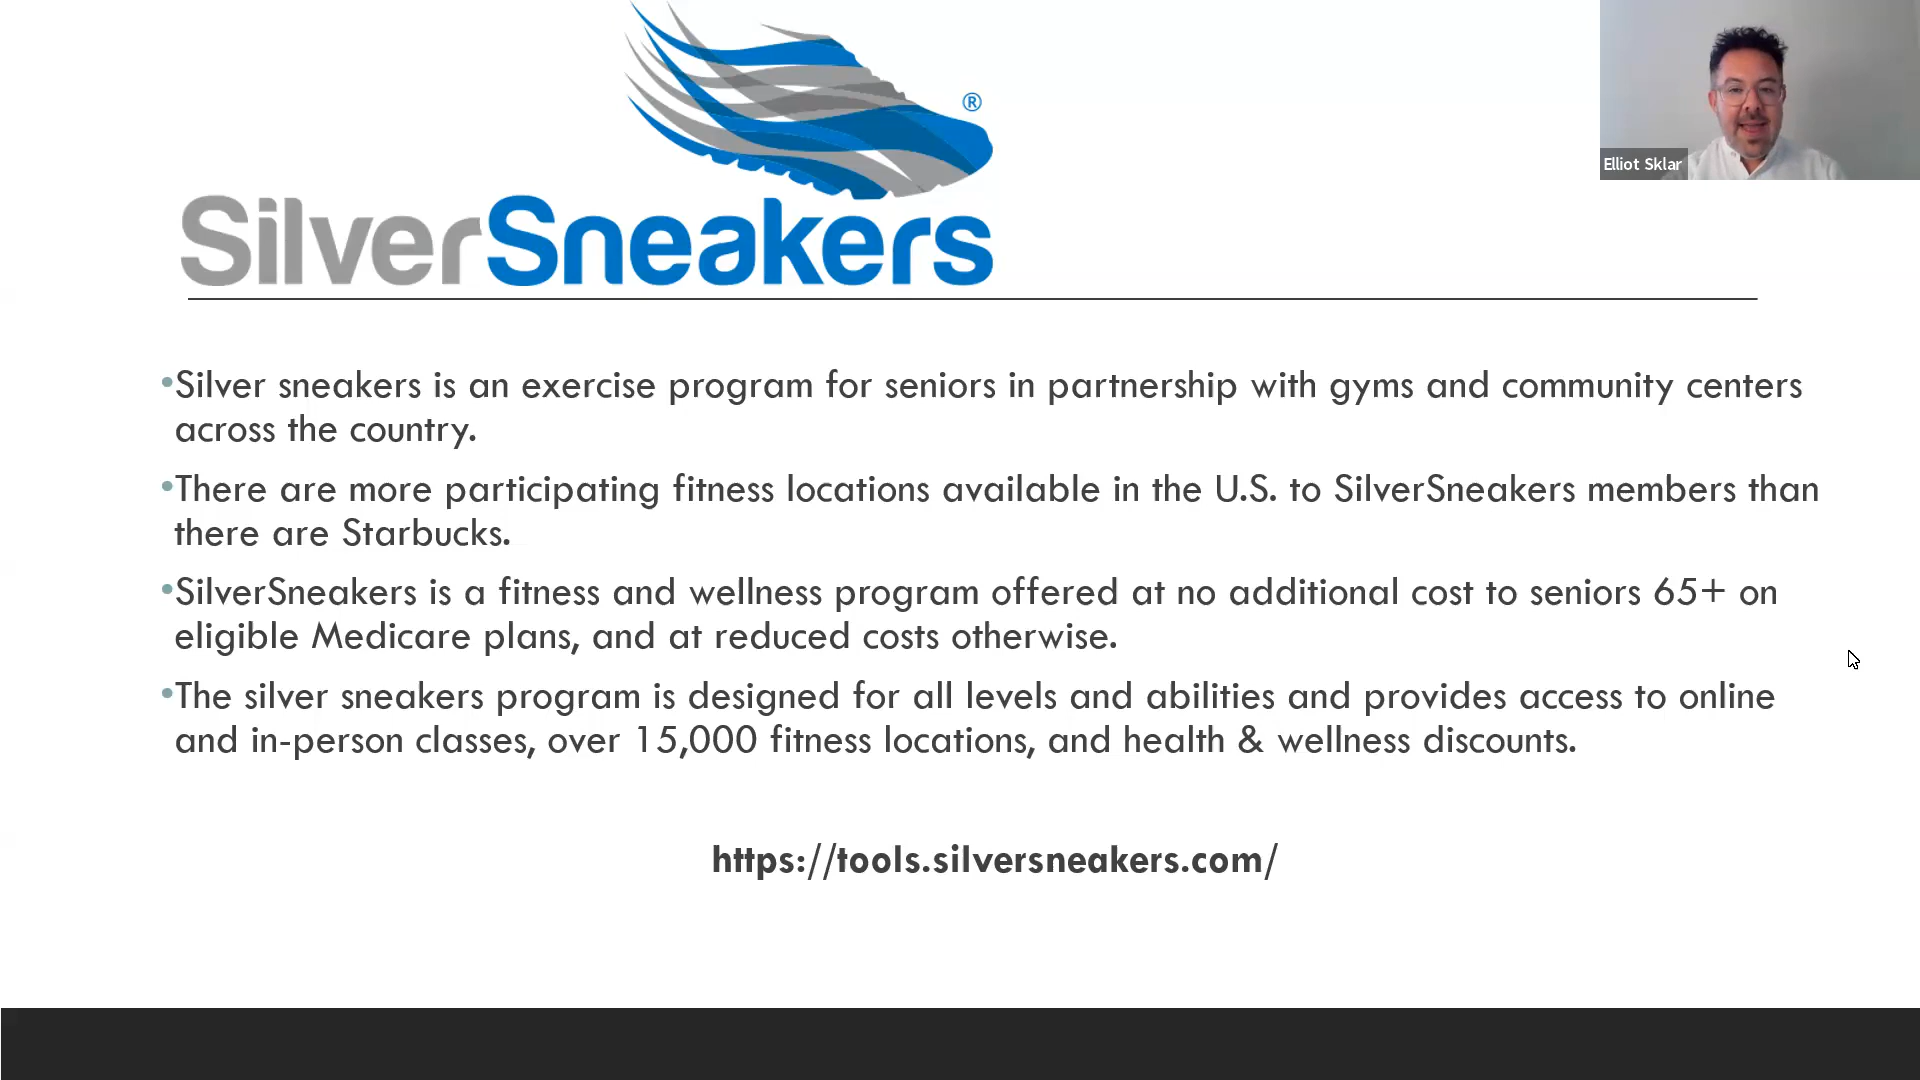 ®
Elliot Sklar
SilverSneakers
•Silver sneakers is an exercise program for seniors in partnership with gyms and community centers
across the country.
•There are more participating fitness locations available in the U.S. to SilverSneakers members than
there are Starbucks.
•SilverSneakers is a fitness and wellness program offered at no additional cost to seniors 65+ on
eligible Medicare plans, and at reduced costs otherwise.
•The silver sneakers program is designed for all levels and abilities and provides access to online
and in-person classes, over 15,000 fitness locations, and health & wellness discounts.
https://tools.silversneakers.com/